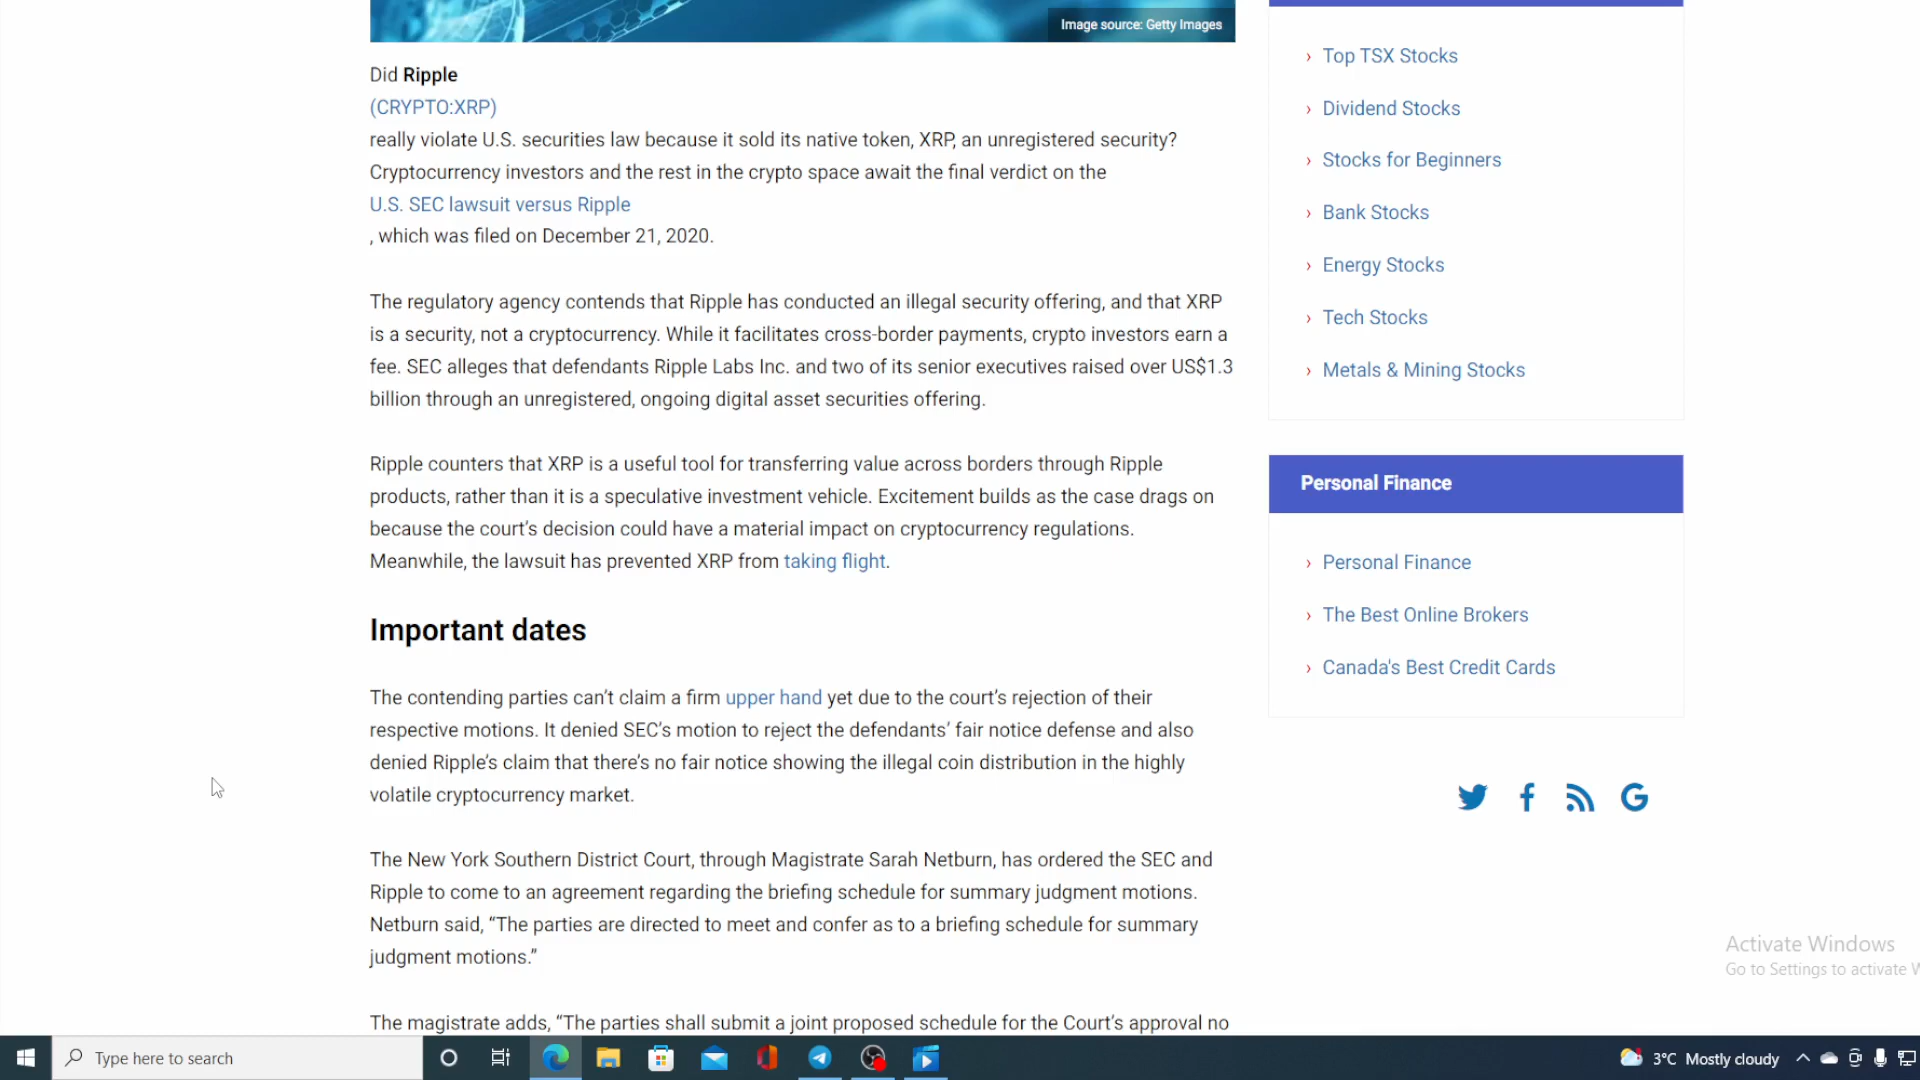 Image source: Getty Images
Did Ripple
(CRYPTO:XRP)
really violate U.S. securities law because it sold its native token, XRP, an unregistered security?
Cryptocurrency investors and the rest in the crypto space await the final verdict on the
U.S. SEC lawsuit versus Ripple
, which was filed on December 21, 2020.
The regulatory agency contends that Ripple has conducted an illegal security offering, and that XRP
is a security, not a cryptocurrency. While it facilitates cross-border payments, crypto investors earn a
fee. SEC alleges that defendants Ripple Labs Inc. and two of its senior executives raised over US$1.3
billion through an unregistered, ongoing digital asset securities offering.
Ripple counters that XRP is a useful tool for transferring value across borders through Ripple
products, rather than it is a speculative investment vehicle. Excitement builds as the case drags on
because the court’s decision could have a material impact on cryptocurrency regulations.
Meanwhile, the lawsuit has prevented XRP from taking flight.
Important dates
The contending parties can’t claim a firm upper hand yet due to the court’s rejection of their
respective motions. It denied SEC’s motion to reject the defendants’ fair notice defense and also
denied Ripple’s claim that there’s no fair notice showing the illegal coin distribution in the highly
volatile cryptocurrency market.
The New York Southern District Court, through Magistrate Sarah Netburn, has ordered the SEC and
Ripple to come to an agreement regarding the briefing schedule for summary judgment motions.
Netburn said, “The parties are directed to meet and confer as to a briefing schedule for summary
judgment motions.”
The magistrate adds, “The parties shall submit a joint proposed schedule for the Court’s approval no
› Top TSX Stocks
› Dividend Stocks
› Stocks for Beginners
› Bank Stocks
› Energy Stocks
› Tech Stocks
› Metals & Mining Stocks
Personal Finance
› Personal Finance
› The Best Online Brokers
› Canada's Best Credit Cards
Activate Windows
Go to Settings to activate W
Type here to search
3°C Mostly cloudy